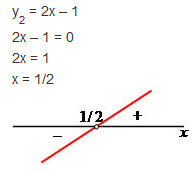 y₂ = 2x – 1
2x – 1 = 0
2x = 1
x = 1/2
1/2 +
– x